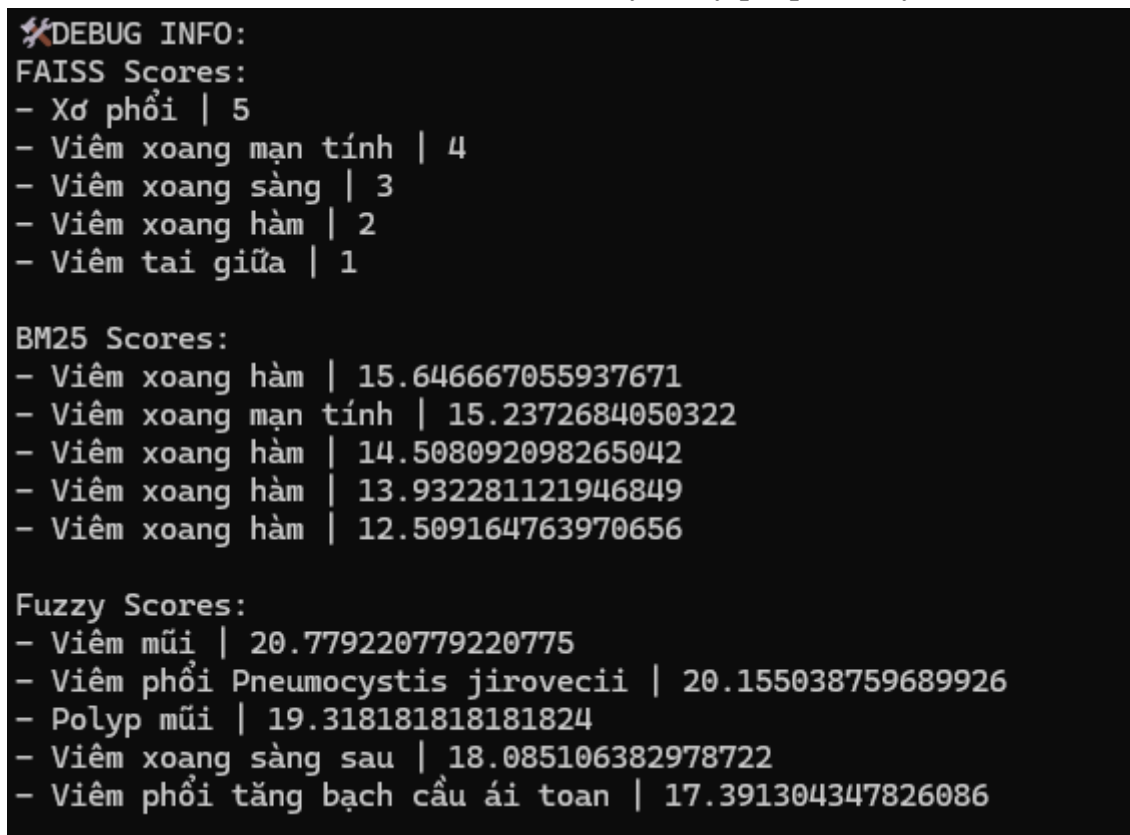 🛠DEBUG INFO:
FAISS Scores:
- Xơ phổi | 5
- Viêm xoang mạn tính | 4
- Viêm xoang sàng | 3
- Viêm xoang hàm | 2
- Viêm tai giữa | 1
BM25 Scores:
- Viêm xoang hàm | 15.646667055937671
- Viêm xoang mạn tính | 15.2372684050322
- Viêm xoang hàm | 14.508092098265042
- Viêm xoang hàm | 13.932281121946849
- Viêm xoang hàm | 12.509164763970656
Fuzzy Scores:
- Viêm mũi | 20.779220779220775
- Viêm phổi Pneumocystis jirovecii | 20.155038759689926
- Polyp mũi | 19.318181818181824
- Viêm xoang sàng sau | 18.085106382978722
- Viêm phổi tăng bạch cầu ái toan | 17.391304347826086